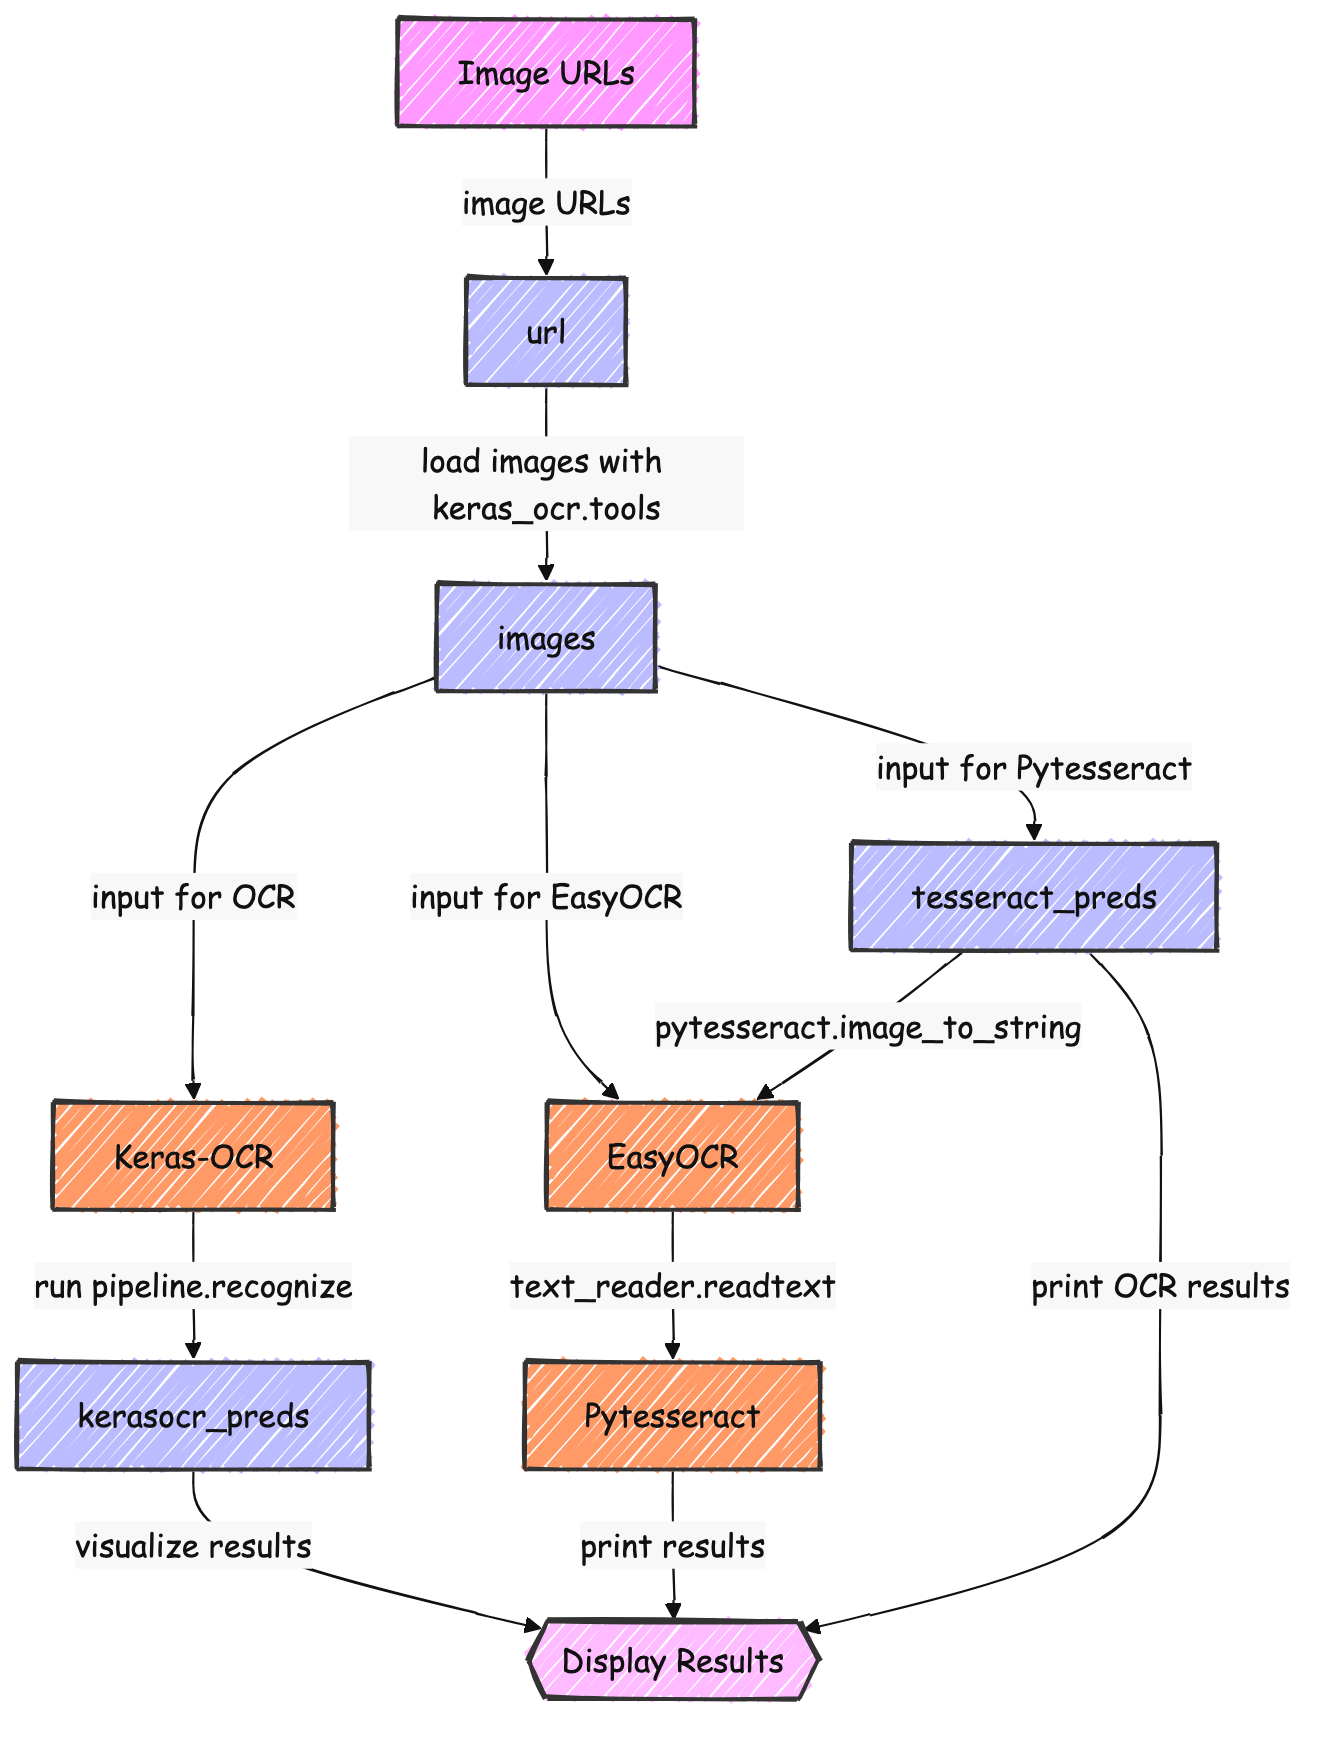 Image URLs
image URLs
url
load images with
keras_ocr.tools
images
input for Pytesseract
input for OCR
input for EasyOCR
tesseract_preds
pytesseract.image_to_string
Keras-OCR
EasyOCR
run pipeline.recognize
text_reader.readtext
print OCR results
kerasocr_preds
Pytesseract
visualize results
print results
Display Results